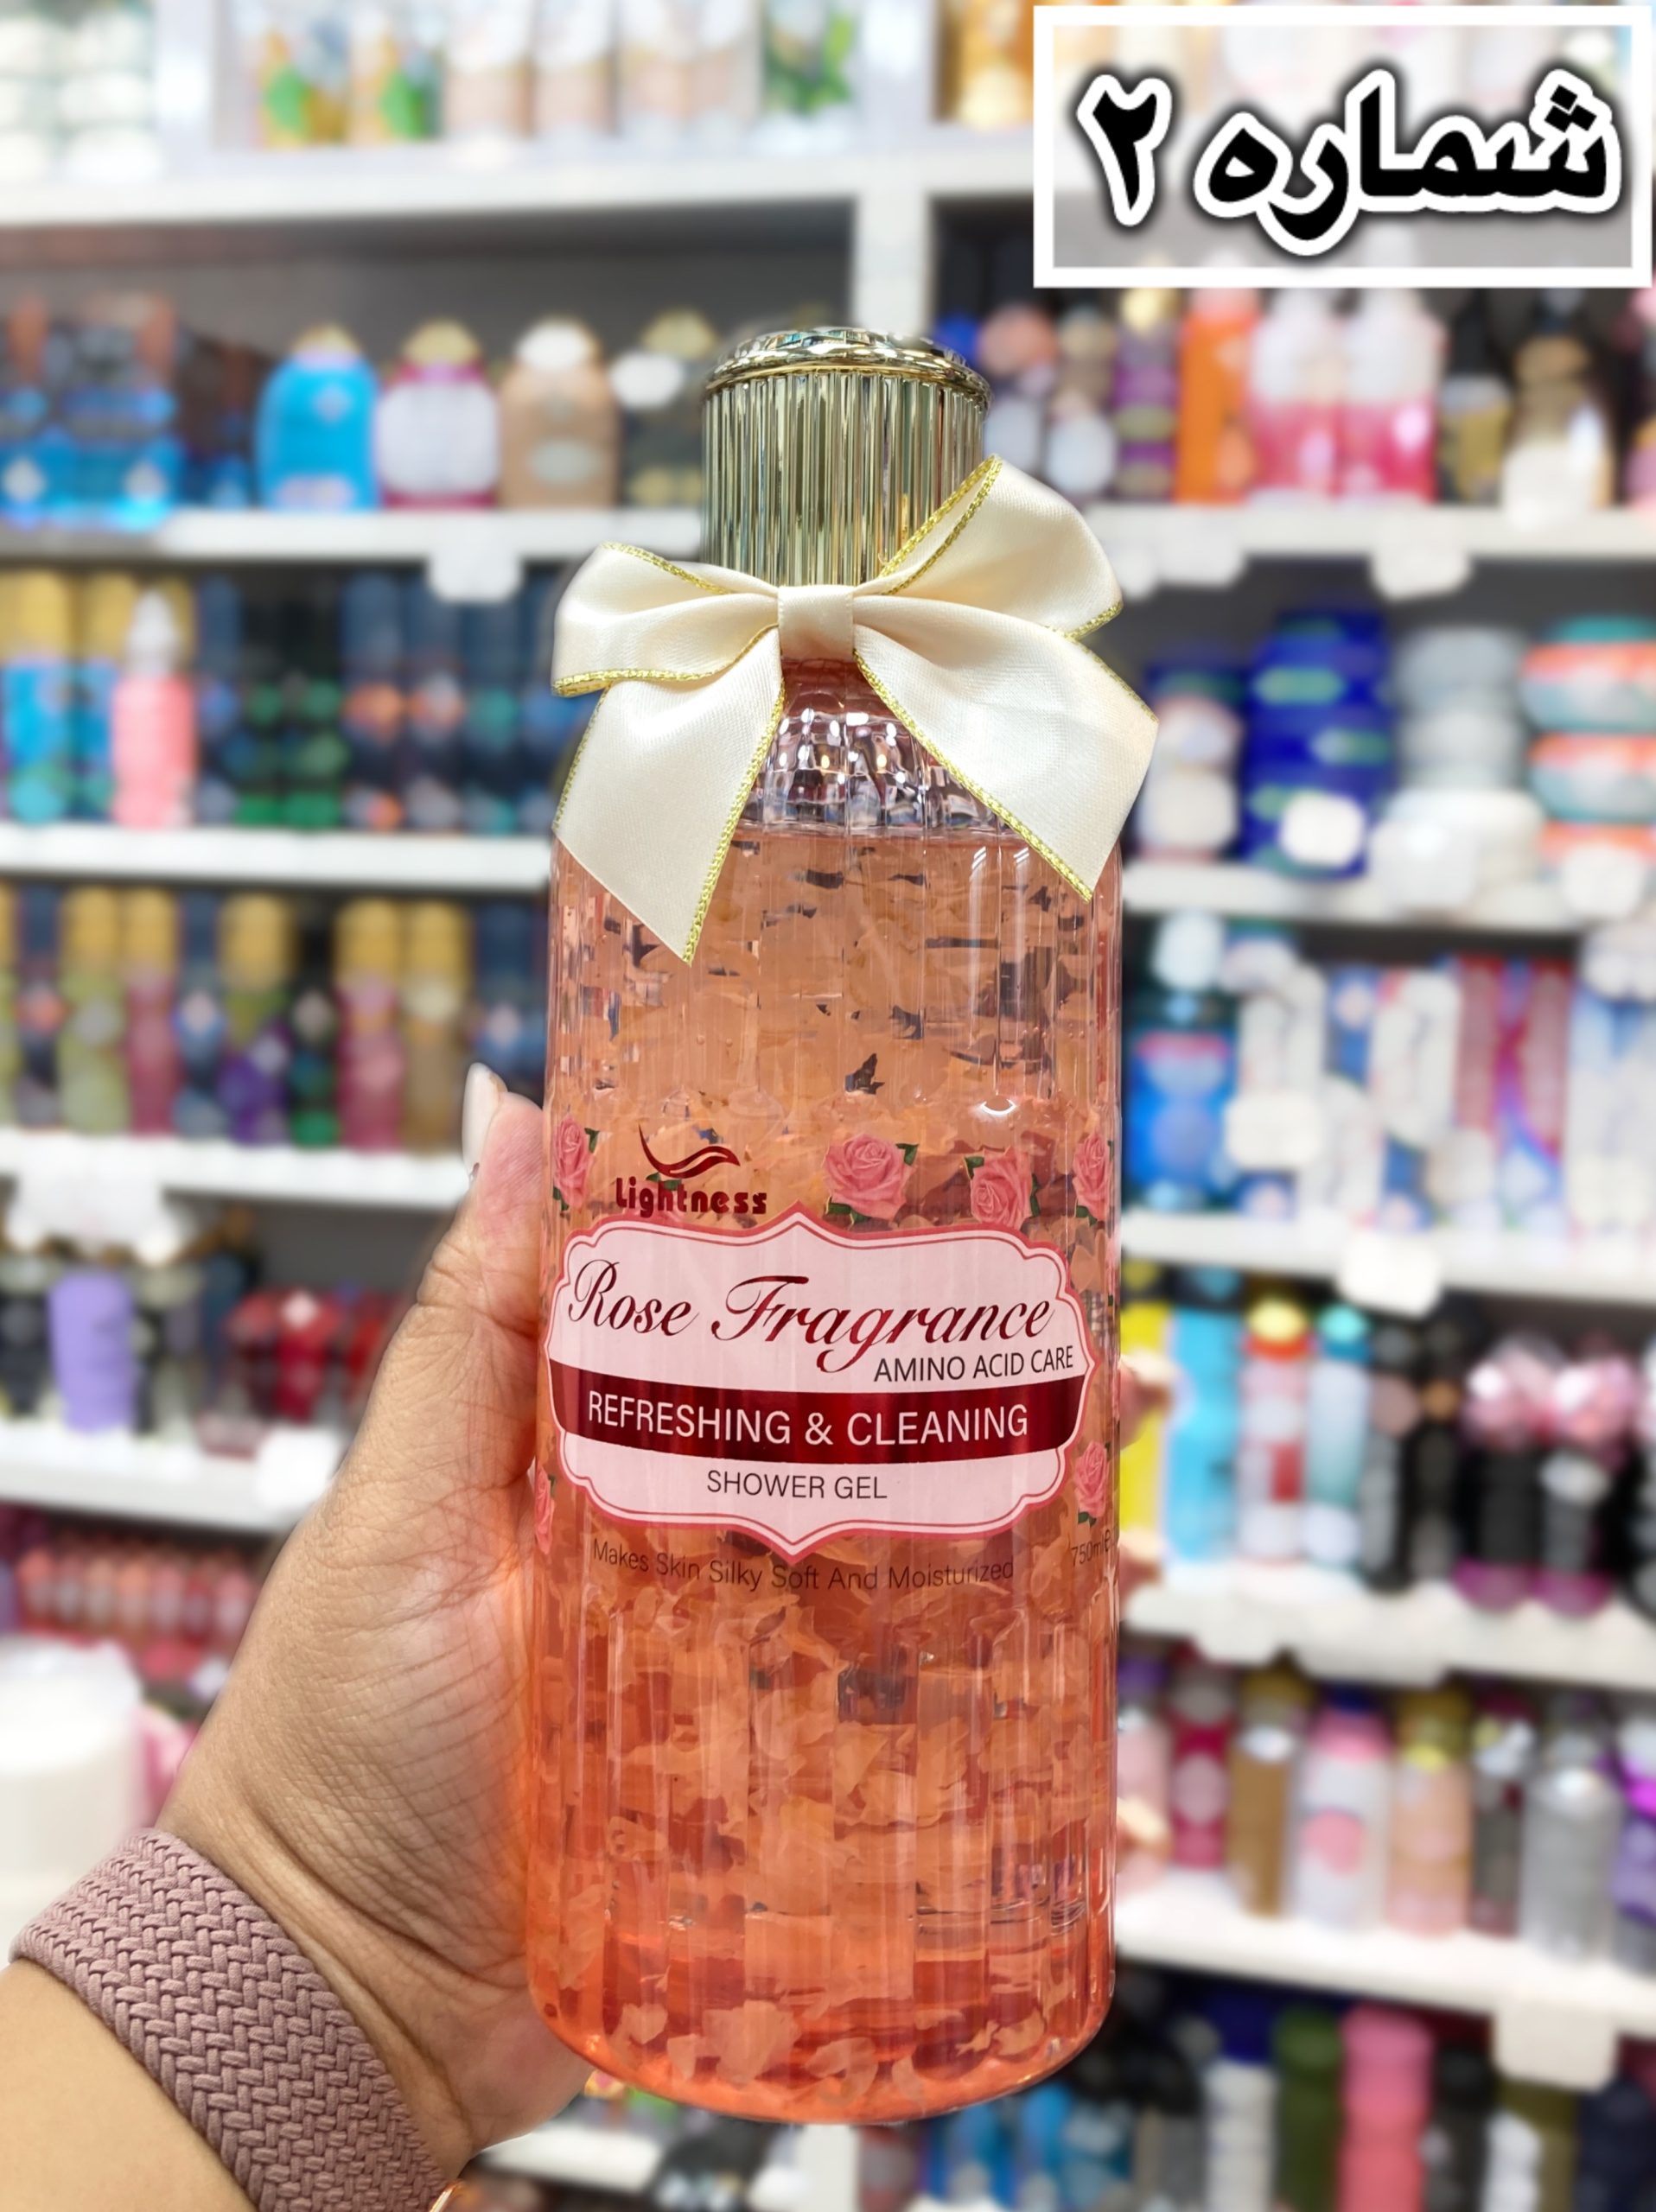 شماره ۲
Lightness
Rose Fragrance
AMINO ACID CARE
REFRESHING & CLEANING
SHOWER GEL
Makes Skin Silky Soft And Moisturized
750ml